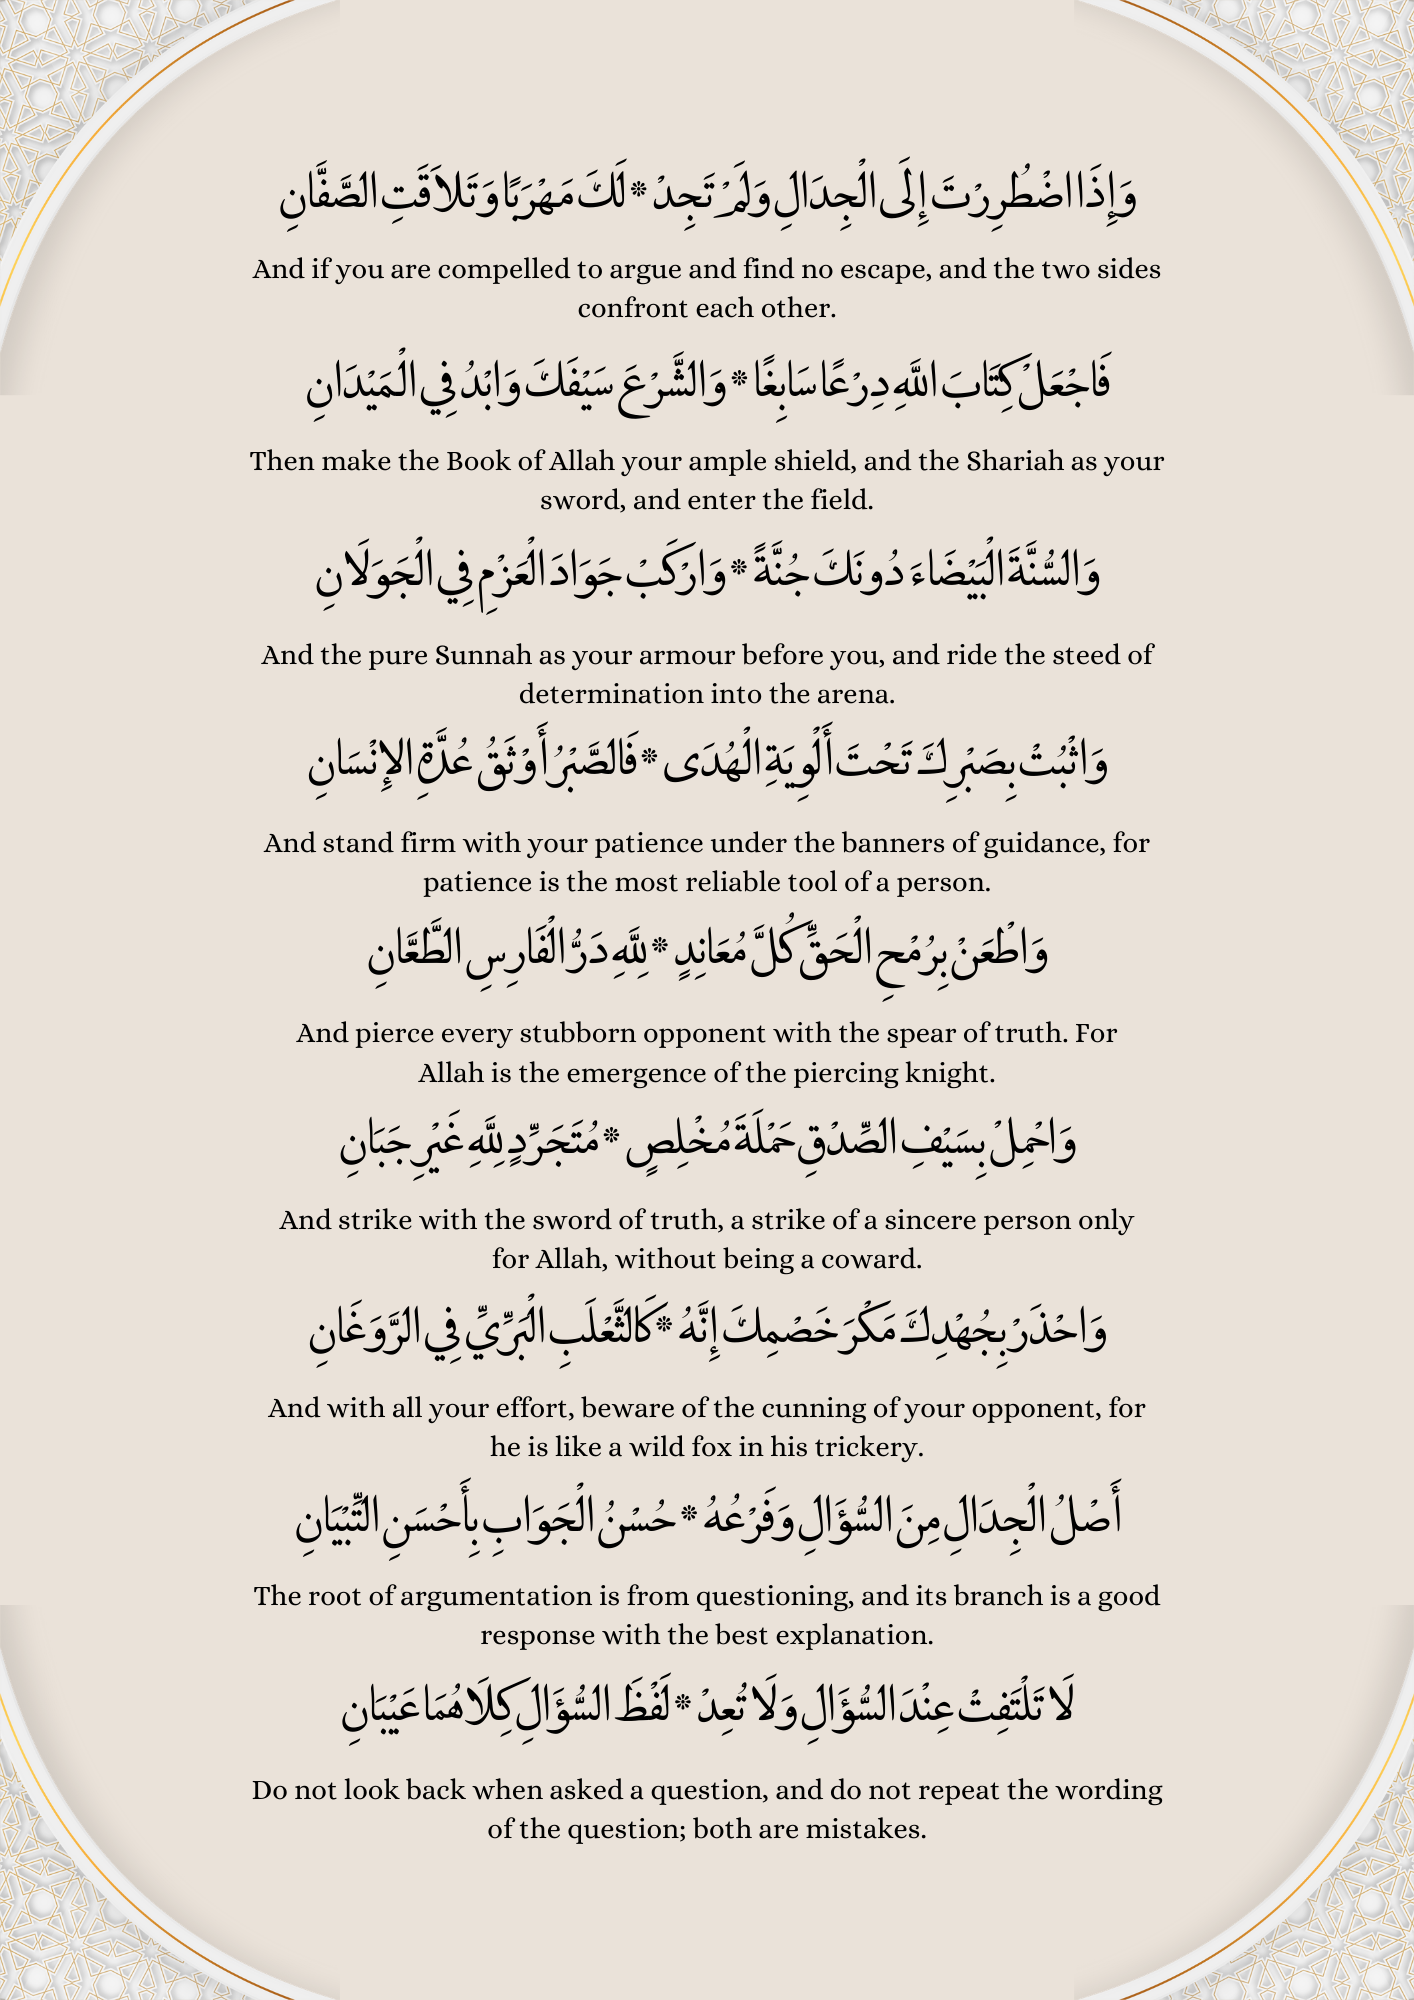 وَإِذَا اضْطُرِرْتَ إِلَى الْجِدَالِ وَلَمْ تَجِدْ * لَكَ مَهْرَبًا وَتَلاَقَتِ الصَّفَّانِ
And if you are compelled to argue and find no escape, and the two sides
confront each other.
فَاجْعَلْ كِتَابَ اللَّهِ دِرْعًا سَابِغًا * وَالشَّرْعَ سَيْفَكَ وَابْدُ فِي الْمَيْدَانِ
Then make the Book of Allah your ample shield, and the Shariah as your
sword, and enter the field.
وَالسُّنَّةَ الْبَيْضَاءَ دُونَكَ جُنَّةً * وَارْكَبْ جَوَادَ الْعَزْمِ فِي الْجَوَلَانِ
And the pure Sunnah as your armour before you, and ride the steed of
determination into the arena.
وَاثْبُتْ بِصَبْرِكَ تَحْتَ أَلْوِيَةِ الْهُدَى * فَالصَّبْرُ أَوْثَقُ عُدَّةِ الإِنْسَانِ
And stand firm with your patience under the banners of guidance, for
patience is the most reliable tool of a person.
وَاطْعَنْ بِرُمْحِ الْحَقِّ كُلَّ مُعَانِدٍ * لِلَّهِ دَرُّ الْفَارِسِ الطَّعَّانِ
And pierce every stubborn opponent with the spear of truth. For
Allah is the emergence of the piercing knight.
وَاحْمِلْ بِسَيْفِ الصِّدْقِ حَمْلَةَ مُخْلِصٍ * مُتَجَرِّدٍ لِلَّهِ غَيْرِ جَبَانِ
And strike with the sword of truth, a strike of a sincere person only
for Allah, without being a coward.
وَاحْذَرْ بِجُهْدِكَ مَكْرَ خَصْمِكَ إِنَّهُ * كَالثَّعْلَبِ الْبَرِّيِّ فِي الرَّوَغَانِ
And with all your effort, beware of the cunning of your opponent, for
he is like a wild fox in his trickery.
أَصْلُ الْجِدَالِ مِنَ السُّؤَالِ وَفَرْعُهُ * حُسْنُ الْجَوَابِ بِأَحْسَنِ التِّبْيَانِ
The root of argumentation is from questioning, and its branch is a good
response with the best explanation.
لَا تَلْتَفِتْ عِنْدَ السُّؤَالِ وَلَا تُعِدْ * لَفْظَ السُّؤَالِ كِلَاهُمَا عَيْبَانِ
Do not look back when asked a question, and do not repeat the wording
of the question; both are mistakes.